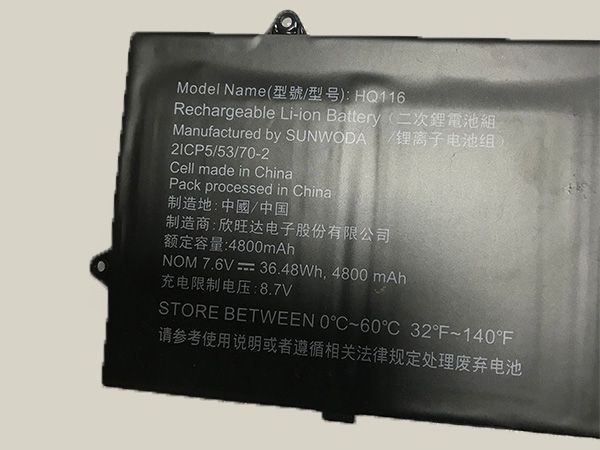 Model Name(型號/型号): HQ116
Rechargeable Li-ion Battery (二次鋰電池組
Manufactured by SUNWODA /锂离子电池组)
2ICP5/53/70-2
Cell made in China
Pack processed in China
制造地: 中國/中国
制造商: 欣旺达电子股份有限公司
额定容量: 4800mAh
NOM 7.6V⎓ 36.48Wh, 4800 mAh
充电限制电压: 8.7V
STORE BETWEEN 0℃~60℃ 32℉~140℉
请参考使用说明或者遵循相关法律规定处理废弃电池